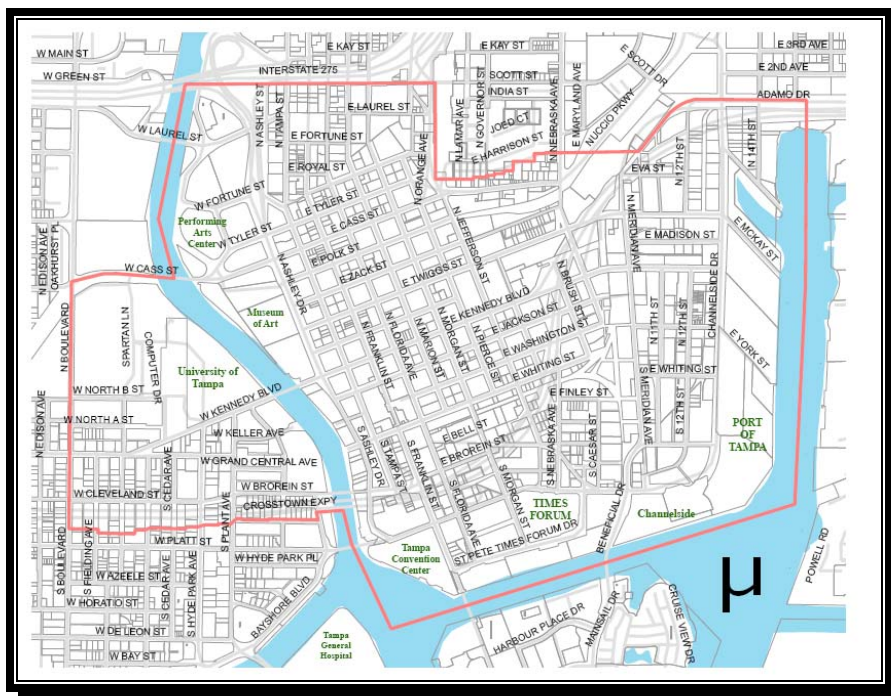 E KAY ST
E KAY ST
E 3RD AVE
W MAIN ST
INTERSTATE 275
SCOTT ST
E SCOTT DR
E 2ND AVE
W GREEN ST
INDIA ST
ADAMO DR
N ASHLEY ST
N TAMPA ST
E LAUREL ST
N ORANGE AVE
N LAMAR AVE
N GOVERNOR ST
JOED CT
N NEBRASKA AVE
E MARYLAND AVE
NUCCIO PKWY
W LAUREL ST
E FORTUNE ST
E HARRISON ST
N 12TH ST
N 14TH ST
E ROYAL ST
EVA ST
W FORTUNE ST
E TYLER ST
Performing
Arts
Center
W TYLER ST
E CASS ST
N JEFFERSON ST
N MERIDIAN AVE
E MADISON ST
E MCKAY ST
N EDISON AVE
OAKHURST PL
W CASS ST
E POLK ST
E ZACK ST
E TWIGGS ST
N ASHLEY DR
N BRUSH ST
CHANNELSIDE DR
Museum
of Art
E KENNEDY BLVD
E JACKSON ST
E WASHINGTON ST
E WHITING ST
N 11TH ST
N 12TH ST
E YORK ST
N BOULEVARD
SPARTAN LN
COMPUTER DR
N FRANKLIN ST
N FLORIDA AVE
N MARION ST
N MORGAN ST
N PIERCE ST
University of
Tampa
E WHITING ST
W NORTH B ST
W KENNEDY BLVD
E FINLEY ST
S MERIDIAN AVE
S 12TH ST
PORT
OF
TAMPA
N EDISON AVE
W NORTH A ST
W KELLER AVE
E BELL ST
E BROREIN ST
S NEBRASKA AVE
S CAESAR ST
W GRAND CENTRAL AVE
S ASHLEY DR
S TAMPA ST
S FRANKLIN ST
S FLORIDA AVE
S MORGAN ST
S CEDAR AVE
W BROREIN ST
W CLEVELAND ST
CROSSTOWN EXPY
TIMES
FORUM
Channelside
BENEFICIAL DR
S BOULEVARD
S FIELDING AVE
S PLANT AVE
W PLATT ST
ST PETE TIMES FORUM DR
Tampa
Convention
Center
W HYDE PARK PL
POWELL RD
W AZEELE ST
S CEDAR AVE
S HYDE PARK AVE
BAYSHORE BLVD
µ
W HORATIO ST
HARBOUR PLACE DR
MAINSAIL DR
CRUISE VIEW DR
W DE LEON ST
Tampa
General
Hospital
W BAY ST